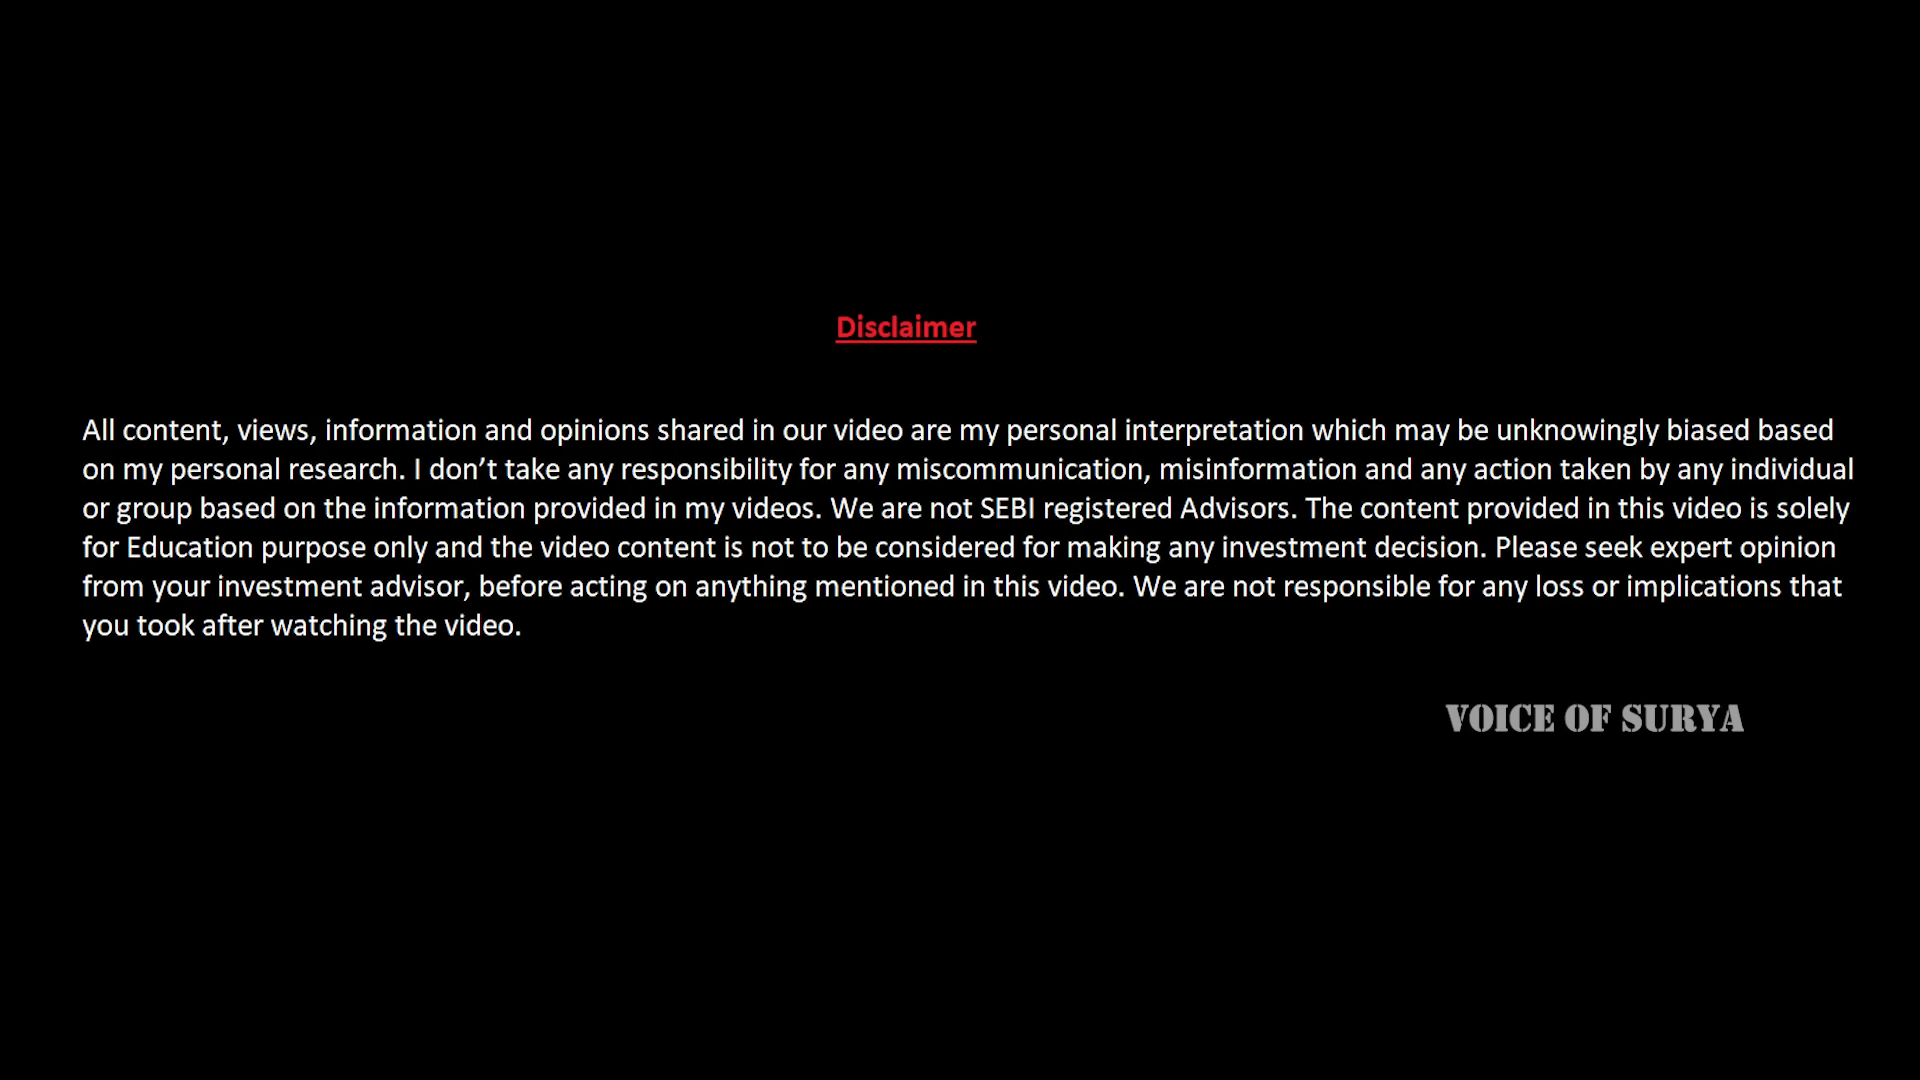 Disclaimer
All content, views, information and opinions shared in our video are my personal interpretation which may be unknowingly biased based
on my personal research. I don’t take any responsibility for any miscommunication, misinformation and any action taken by any individual
or group based on the information provided in my videos. We are not SEBI registered Advisors. The content provided in this video is solely
for Education purpose only and the video content is not to be considered for making any investment decision. Please seek expert opinion
from your investment advisor, before acting on anything mentioned in this video. We are not responsible for any loss or implications that
you took after watching the video.
VOICE OF SURYA